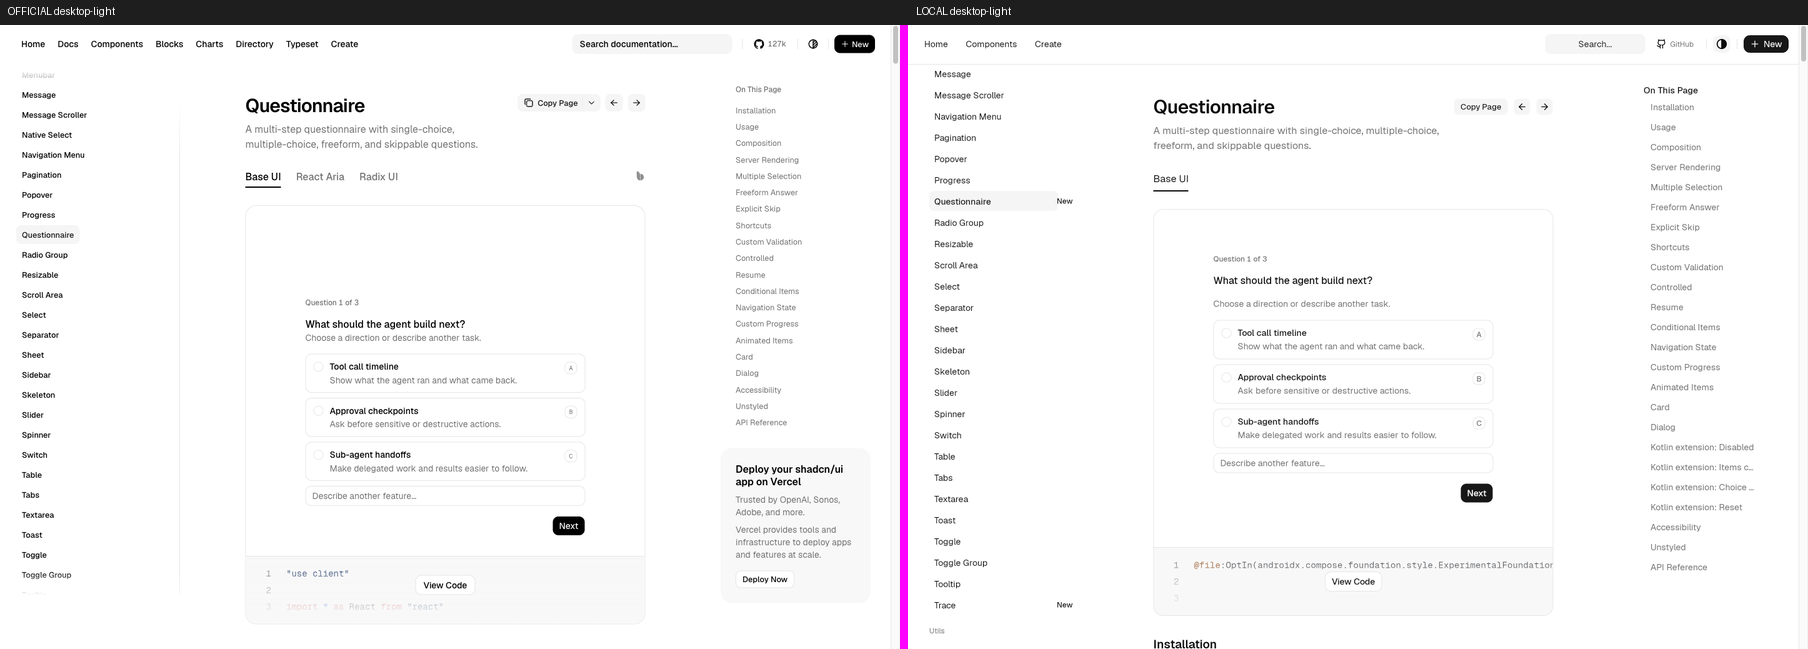 OFFICIAL desktop-light
Home Docs Components Blocks Charts Directory Typeset Create
Search documentation...
127k
+ New
Menubar
Message
Message Scroller
Native Select
Navigation Menu
Pagination
Popover
Progress
Questionnaire
Radio Group
Resizable
Scroll Area
Select
Separator
Sheet
Sidebar
Skeleton
Slider
Spinner
Switch
Table
Tabs
Textarea
Toast
Toggle
Toggle Group
Questionnaire
Copy Page
A multi-step questionnaire with single-choice,
multiple-choice, freeform, and skippable questions.
Base UI React Aria Radix UI
Question 1 of 3
What should the agent build next?
Choose a direction or describe another task.
Tool call timeline A
Show what the agent ran and what came back.
Approval checkpoints B
Ask before sensitive or destructive actions.
Sub-agent handoffs C
Make delegated work and results easier to follow.
Describe another feature...
Next
1 "use client"
2
View Code
3 import * as React from "react"
On This Page
Installation
Usage
Composition
Server Rendering
Multiple Selection
Freeform Answer
Explicit Skip
Shortcuts
Custom Validation
Controlled
Resume
Conditional Items
Navigation State
Custom Progress
Animated Items
Card
Dialog
Accessibility
Unstyled
API Reference
Deploy your shadcn/ui
app on Vercel
Trusted by OpenAI, Sonos,
Adobe, and more.
Vercel provides tools and
infrastructure to deploy apps
and features at scale.
Deploy Now
LOCAL desktop-light
Home Components Create
Search...
GitHub
+ New
Message
Message Scroller
Navigation Menu
Pagination
Popover
Progress
Questionnaire New
Radio Group
Resizable
Scroll Area
Select
Separator
Sheet
Sidebar
Skeleton
Slider
Spinner
Switch
Table
Tabs
Textarea
Toast
Toggle
Toggle Group
Tooltip
Trace New
Utils
Questionnaire
Copy Page
A multi-step questionnaire with single-choice, multiple-choice,
freeform, and skippable questions.
Base UI
Question 1 of 3
What should the agent build next?
Choose a direction or describe another task.
Tool call timeline A
Show what the agent ran and what came back.
Approval checkpoints B
Ask before sensitive or destructive actions.
Sub-agent handoffs C
Make delegated work and results easier to follow.
Describe another feature...
Next
1 @file:OptIn(androidx.compose.foundation.style.ExperimentalFoundation
2
View Code
3
Installation
On This Page
Installation
Usage
Composition
Server Rendering
Multiple Selection
Freeform Answer
Explicit Skip
Shortcuts
Custom Validation
Controlled
Resume
Conditional Items
Navigation State
Custom Progress
Animated Items
Card
Dialog
Kotlin extension: Disabled
Kotlin extension: Items c...
Kotlin extension: Choice ...
Kotlin extension: Reset
Accessibility
Unstyled
API Reference